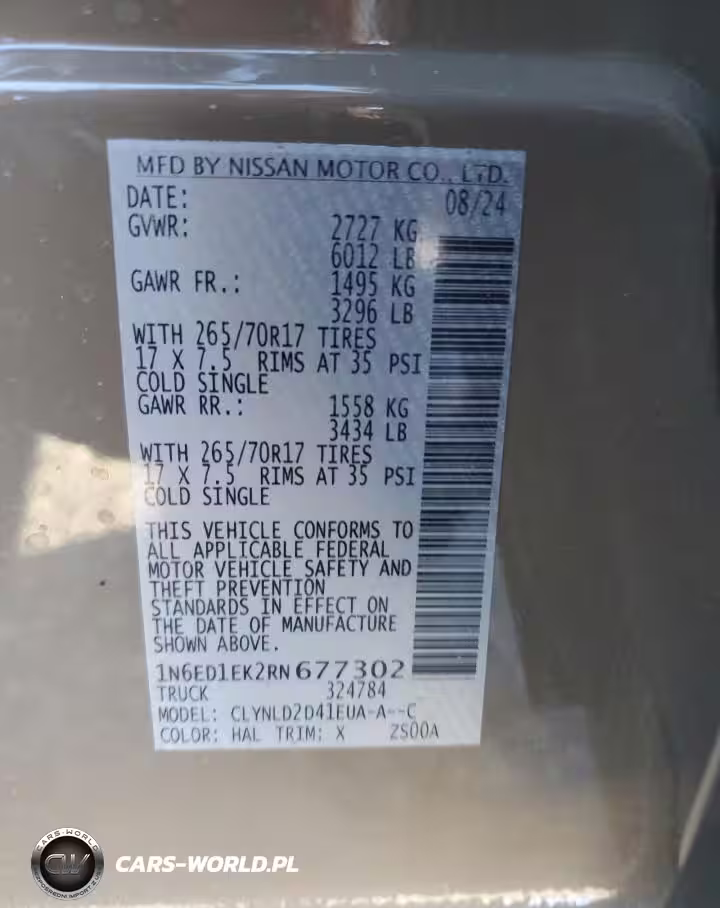 MFD BY NISSAN MOTOR CO., LTD.
DATE: 08/24
GVWR: 2727 KG
6012 LB
GAWR FR.: 1495 KG
3296 LB
WITH 265/70R17 TIRES
17 X 7.5 RIMS AT 35 PSI
COLD SINGLE
GAWR RR.: 1558 KG
3434 LB
WITH 265/70R17 TIRES
17 X 7.5 RIMS AT 35 PSI
COLD SINGLE
THIS VEHICLE CONFORMS TO
ALL APPLICABLE FEDERAL
MOTOR VEHICLE SAFETY AND
THEFT PREVENTION
STANDARDS IN EFFECT ON
THE DATE OF MANUFACTURE
SHOWN ABOVE.
1N6ED1EK2RN677302
TRUCK 324784
MODEL: CLYNLD2D41EUA-A--C
COLOR: HAL TRIM: X ZS00A
CARS-WORLD
CW
CARS-WORLD.PL